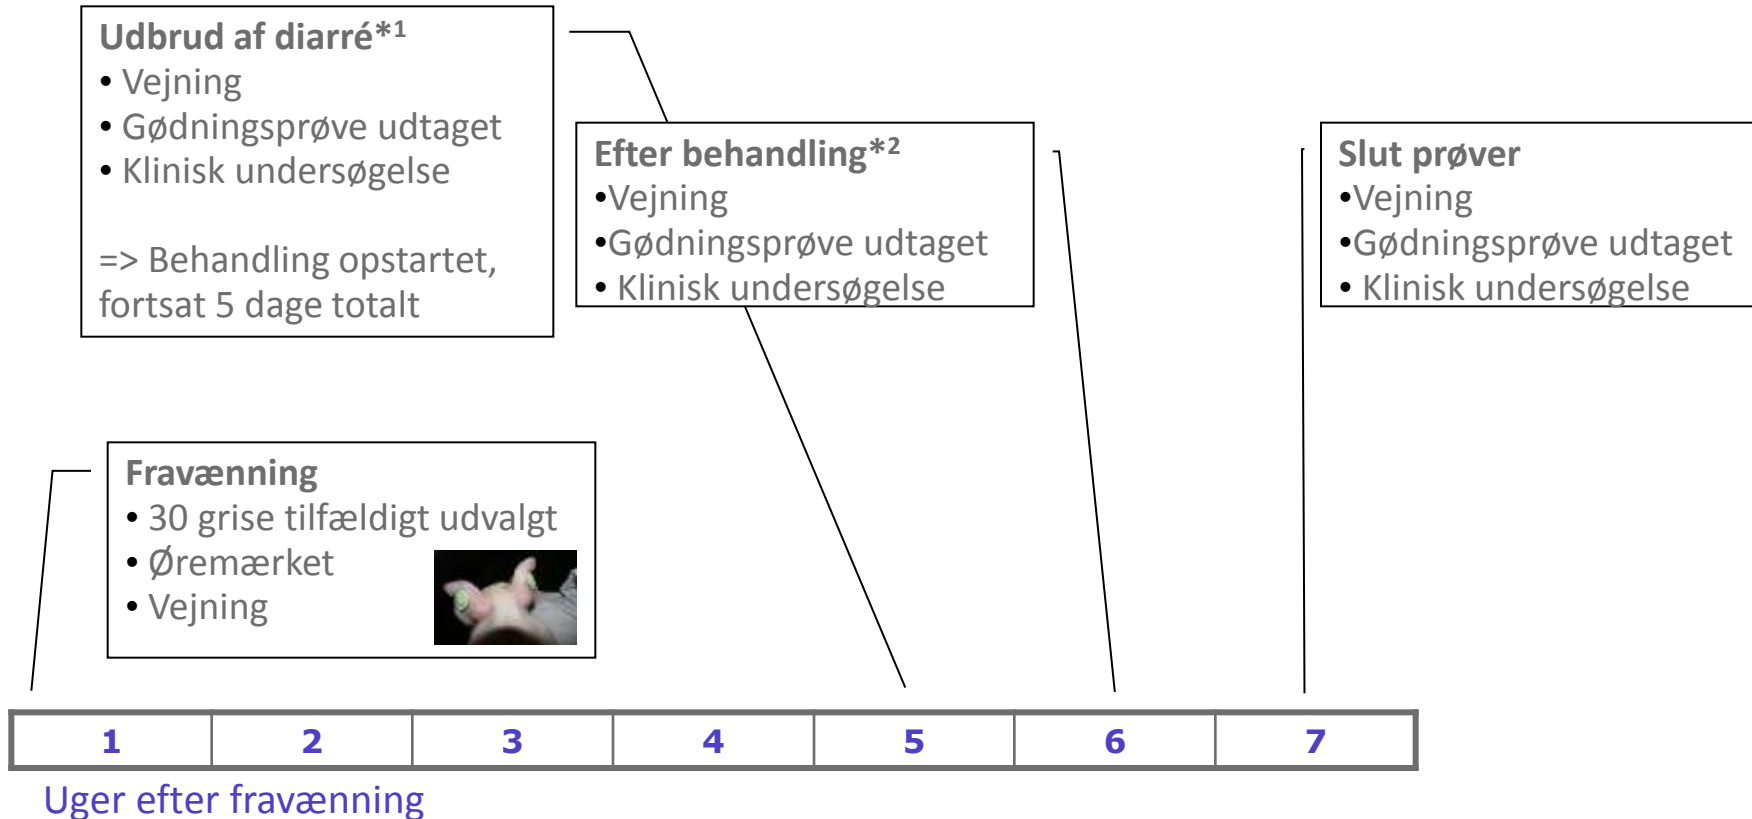 Udbrud af diarré*1
• Vejning
• Gødningsprøve udtaget
• Klinisk undersøgelse
=> Behandling opstartet,
fortsat 5 dage totalt
Efter behandling*2
•Vejning
•Gødningsprøve udtaget
• Klinisk undersøgelse
Slut prøver
•Vejning
•Gødningsprøve udtaget
• Klinisk undersøgelse
Fravænning
• 30 grise tilfældigt udvalgt
• Øremærket
• Vejning
1 2 3 4 5 6 7
Uger efter fravænning